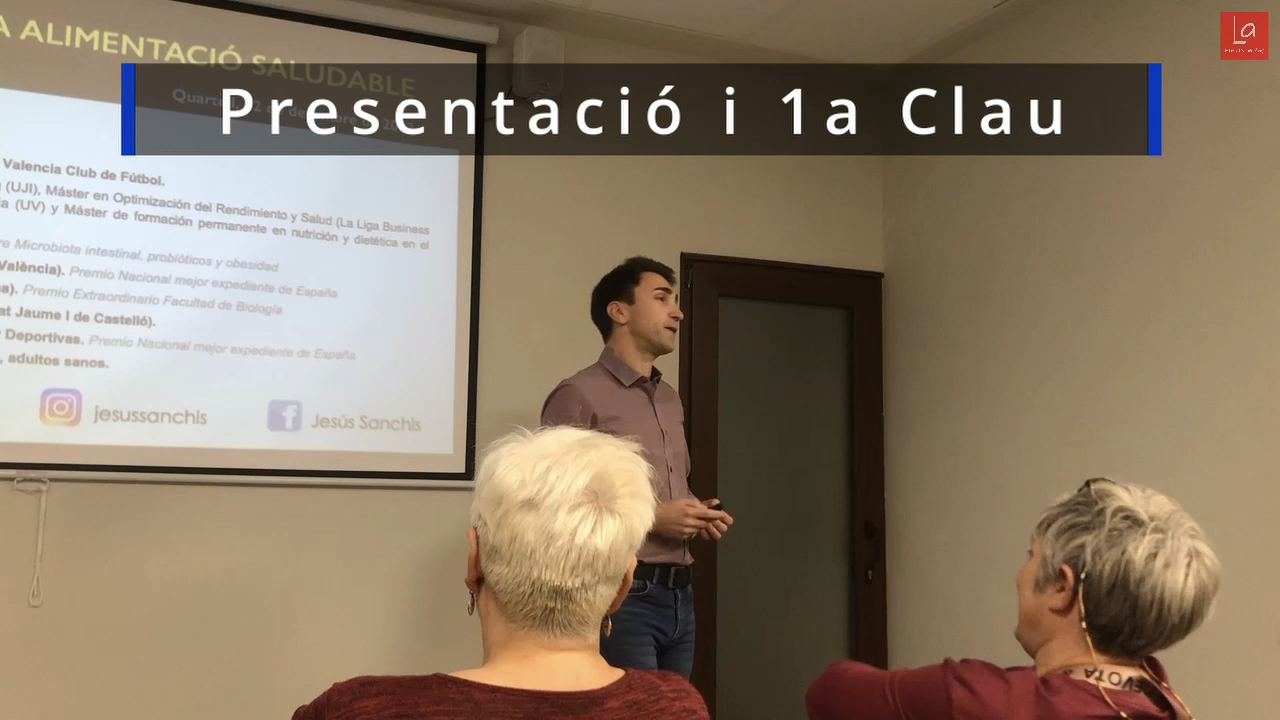 A ALIMENTACIÓ SALUDABLE
Presentació i 1a Clau
La
Valencia Club de Fútbol.
(UJI), Máster en Optimización del Rendimiento y Salud (La Liga Business
ia (UV) y Máster de formación permanente en nutrición y dietética en el
re Microbiota intestinal, probióticos y obesidad
València). Premio Nacional mejor expediente de España
a). Premio Extraordinario Facultad de Biología
at Jaume I de Castelló).
Deportivas. Premio Nacional mejor expediente de España
, adultos sanos.
jesussanchis
Jesús Sanchis